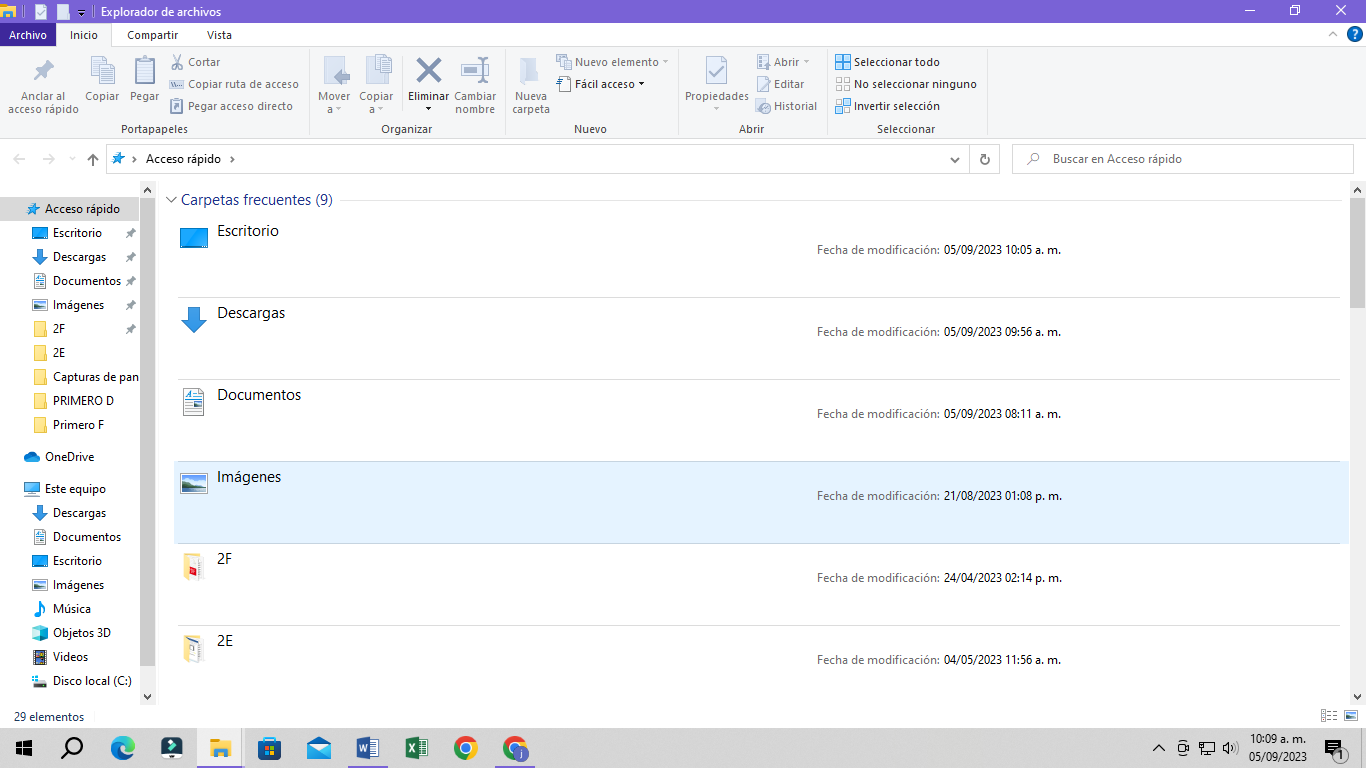 Explorador de archivos
Archivo Inicio Compartir Vista
Anclar al acceso rápido
Copiar
Pegar
Cortar
Copiar ruta de acceso
Pegar acceso directo
Portapapeles
Mover a
Copiar a
Eliminar
Cambiar nombre
Organizar
Nueva carpeta
Nuevo elemento
Fácil acceso
Nuevo
Propiedades
Abrir
Editar
Historial
Abrir
Seleccionar todo
No seleccionar ninguno
Invertir selección
Seleccionar
Acceso rápido
Buscar en Acceso rápido
Acceso rápido
Escritorio
Descargas
Documentos
Imágenes
2F
2E
Capturas de pan
PRIMERO D
Primero F
OneDrive
Este equipo
Descargas
Documentos
Escritorio
Imágenes
Música
Objetos 3D
Videos
Disco local (C:)
Carpetas frecuentes (9)
Escritorio
Fecha de modificación: 05/09/2023 10:05 a. m.
Descargas
Fecha de modificación: 05/09/2023 09:56 a. m.
Documentos
Fecha de modificación: 05/09/2023 08:11 a. m.
Imágenes
Fecha de modificación: 21/08/2023 01:08 p. m.
2F
Fecha de modificación: 24/04/2023 02:14 p. m.
2E
Fecha de modificación: 04/05/2023 11:56 a. m.
29 elementos
10:09 a. m.
05/09/2023
1